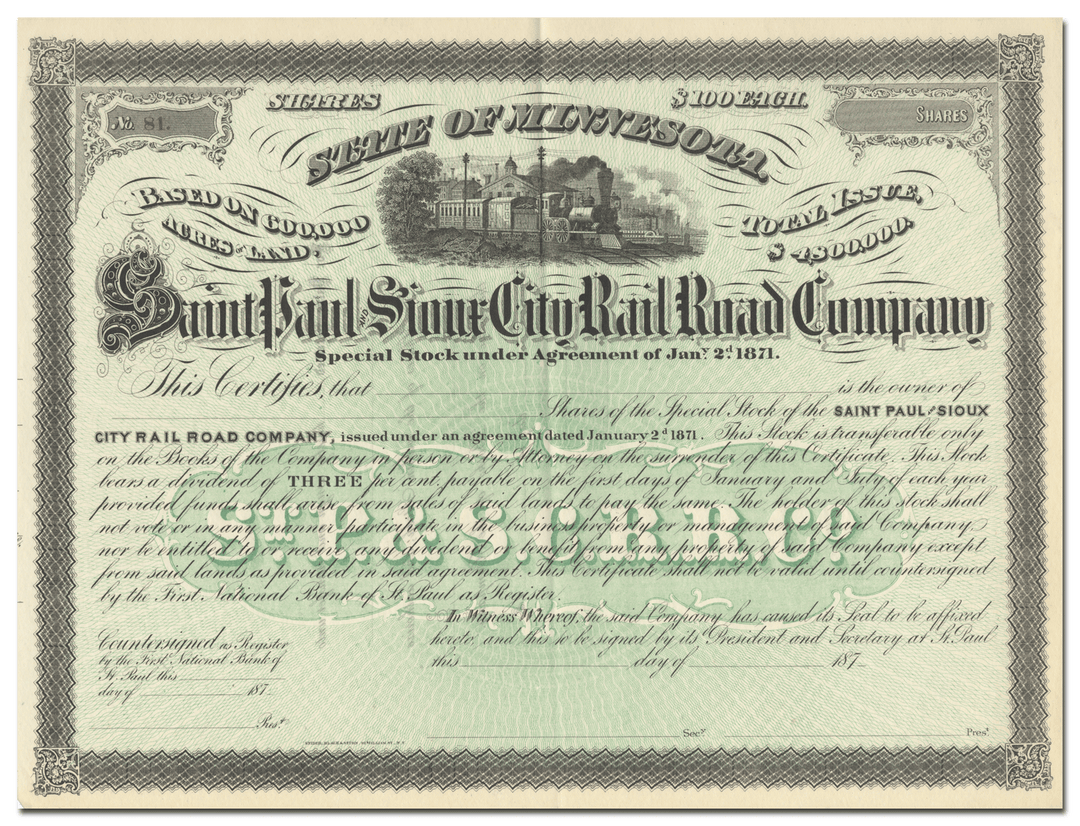 SHARES $100 EACH.
No. 81.
SHARES
STATE OF MINNESOTA.
BASED ON 600,000
ACRES OF LAND.
TOTAL ISSUE,
$4800,000.
Saint Paul AND Sioux City Rail Road Company
Special Stock under Agreement of Jany. 2d. 1871.
This Certifies, that is the owner of
Shares of the Special Stock of the SAINT PAUL AND SIOUX
CITY RAIL ROAD COMPANY, issued under an agreement dated January 2d 1871. This Stock is transferable only
on the Books of the Company in person or by Attorney on the surrender of this Certificate. This Stock
bears a dividend of THREE per cent. payable on the first days of January and July of each year
provided funds shall arise from sales of said lands to pay the same. The holder of this stock shall
not vote or in any manner participate in the business property or management of said Company,
nor be entitled to or receive any dividend or benefit from any property of said Company except
from said lands as provided in said agreement. This Certificate shall not be valid until countersigned
by the First National Bank of St. Paul as Register.
St. P. & S. C. R. R. Co.
In Witness Whereof, the said Company has caused its Seal to be affixed
hereto, and this to be signed by its President and Secretary at St. Paul
this day of 187
Countersigned as Register
by the First National Bank of
St. Paul this
day of 187
Prest.
Secy.
Prest.